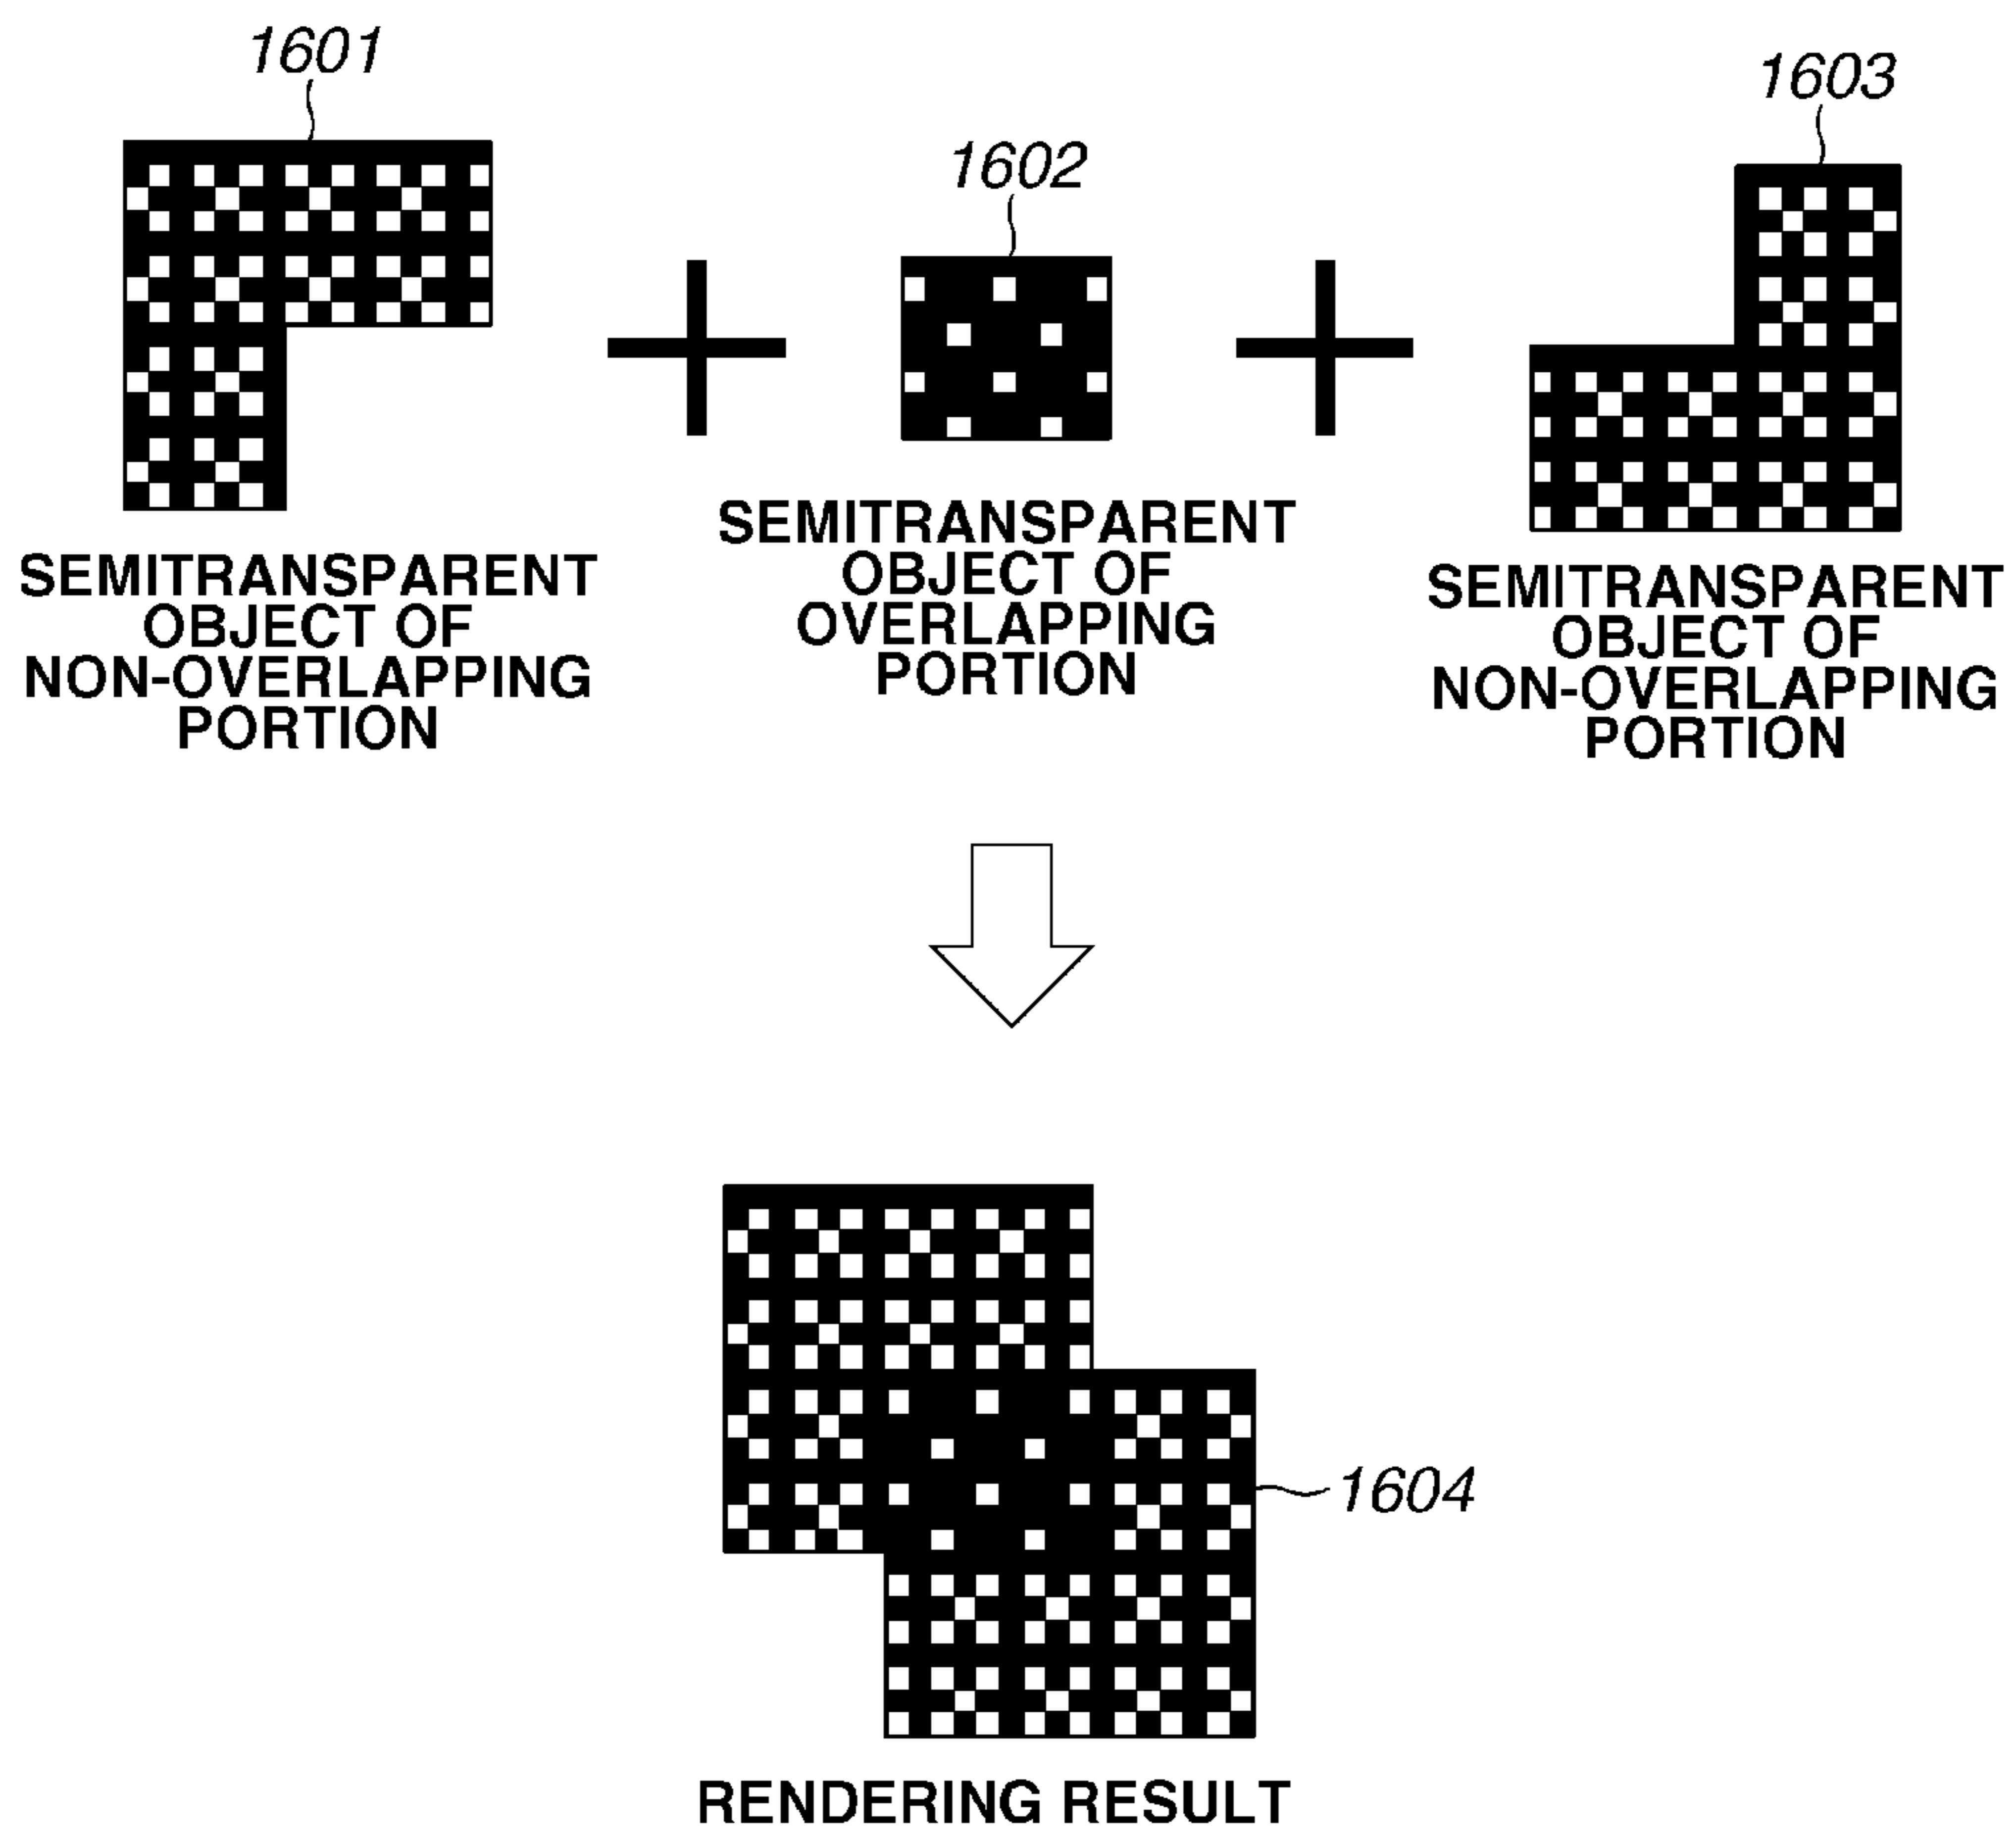 1601
1602
1603
SEMITRANSPARENT
OBJECT OF
NON-OVERLAPPING
PORTION
SEMITRANSPARENT
OBJECT OF
OVERLAPPING
PORTION
SEMITRANSPARENT
OBJECT OF
NON-OVERLAPPING
PORTION
1604
RENDERING RESULT